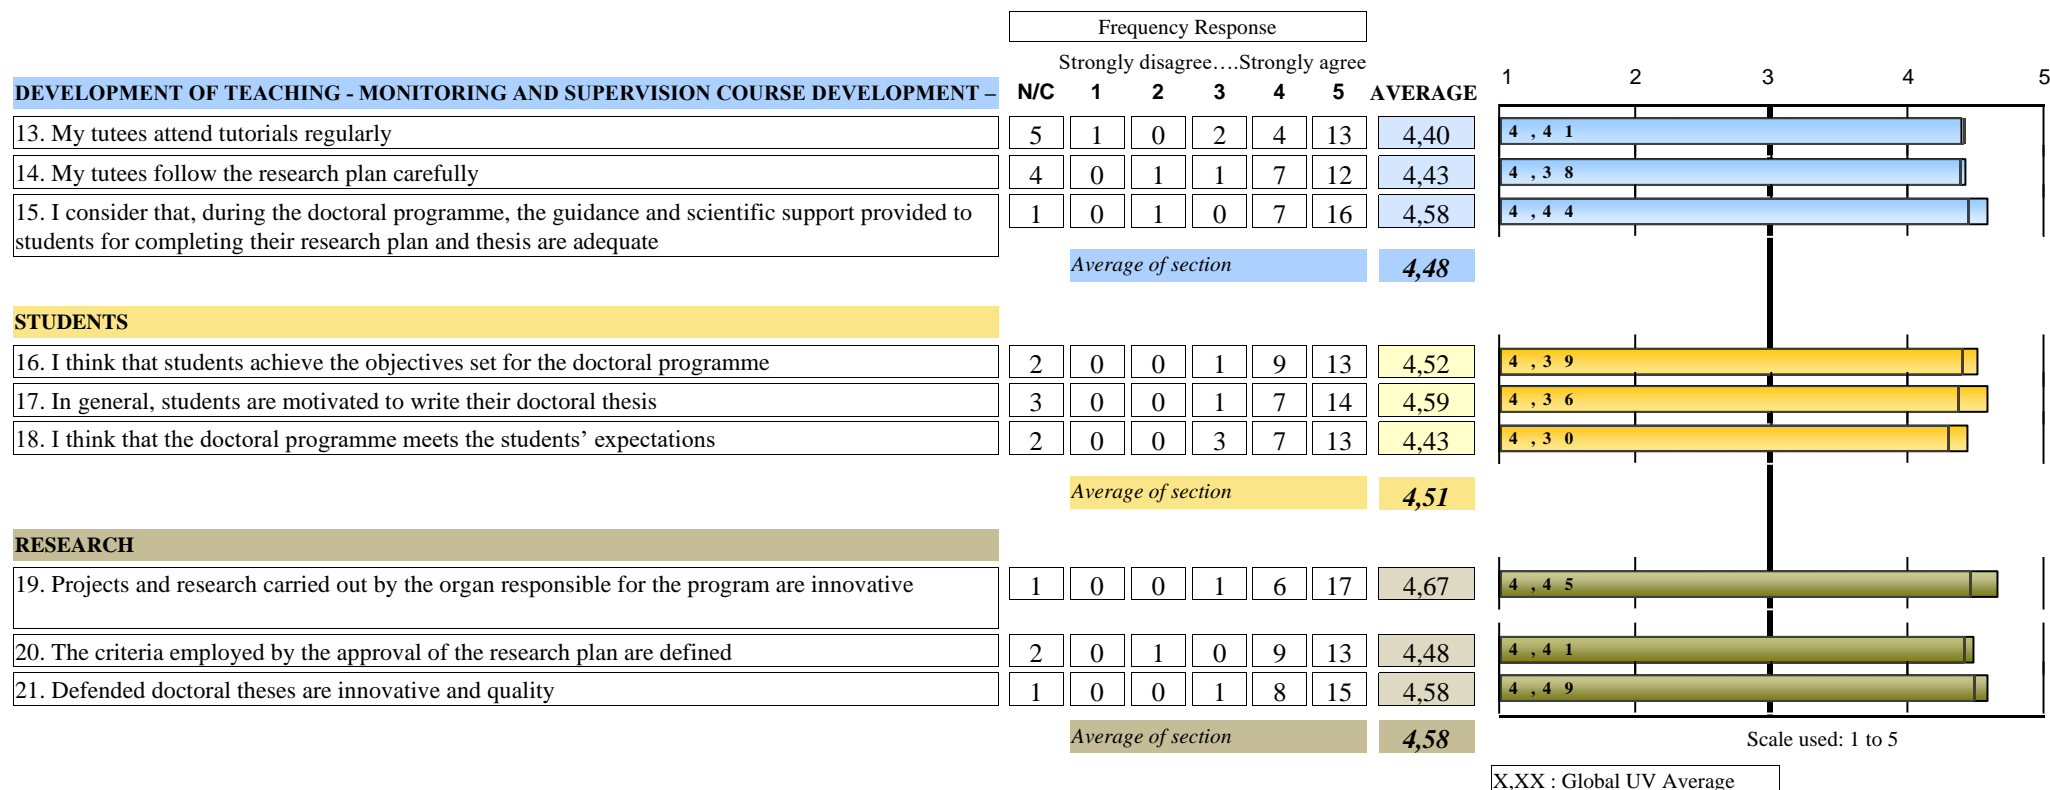 Frequency Response
Strongly disagree….Strongly agree
DEVELOPMENT OF TEACHING - MONITORING AND SUPERVISION COURSE DEVELOPMENT – N/C 1 2 3 4 5 AVERAGE 1 2 3 4 5
13. My tutees attend tutorials regularly 5 1 0 2 4 13 4,40 4,41
14. My tutees follow the research plan carefully 4 0 1 1 7 12 4,43 4,38
15. I consider that, during the doctoral programme, the guidance and scientific support provided to 1 0 1 0 7 16 4,58 4,44
students for completing their research plan and thesis are adequate
Average of section 4,48
STUDENTS
16. I think that students achieve the objectives set for the doctoral programme 2 0 0 1 9 13 4,52 4,39
17. In general, students are motivated to write their doctoral thesis 3 0 0 1 7 14 4,59 4,36
18. I think that the doctoral programme meets the students’ expectations 2 0 0 3 7 13 4,43 4,30
Average of section 4,51
RESEARCH
19. Projects and research carried out by the organ responsible for the program are innovative 1 0 0 1 6 17 4,67 4,45
20. The criteria employed by the approval of the research plan are defined 2 0 1 0 9 13 4,48 4,41
21. Defended doctoral theses are innovative and quality 1 0 0 1 8 15 4,58 4,49
Average of section 4,58
Scale used: 1 to 5
X,XX : Global UV Average